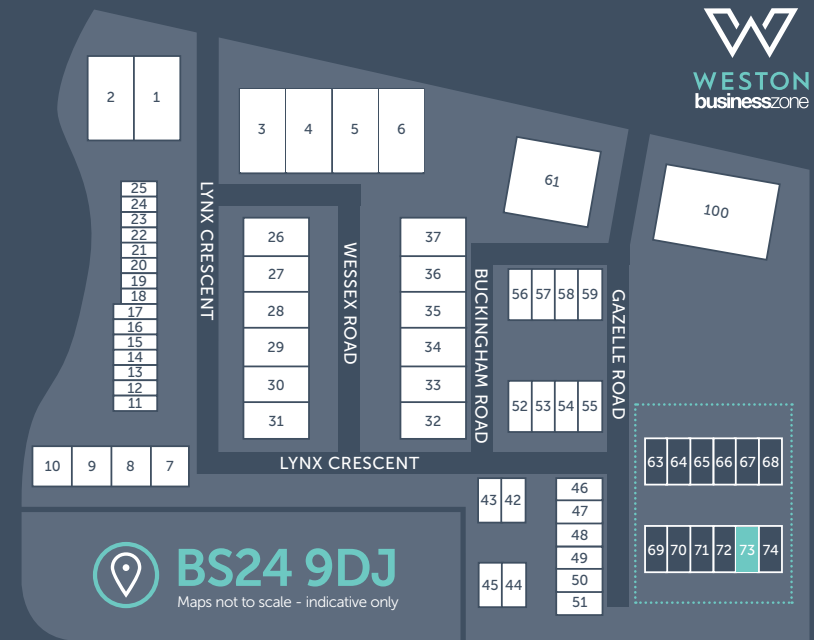 WESTON
businesszone
2 1
3 4 5 6
61
100
25
24
23
22
21
20
19
18
17
16
15
14
13
12
11
LYNX CRESCENT
26
27
28
29
30
31
WESSEX ROAD
37
36
35
34
33
32
BUCKINGHAM ROAD
56 57 58 59
52 53 54 55
GAZELLE ROAD
10 9 8 7
LYNX CRESCENT
43 42
45 44
46
47
48
49
50
51
63 64 65 66 67 68
69 70 71 72 73 74
BS24 9DJ
Maps not to scale - indicative only